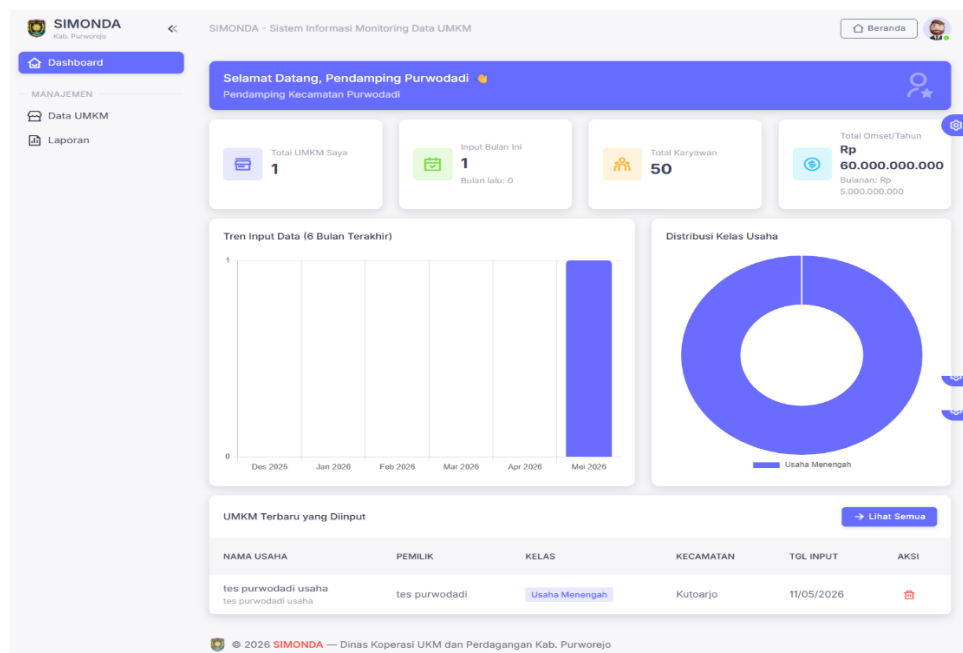 SIMONDA
Kab. Purworejo
SIMONDA - Sistem Informasi Monitoring Data UMKM
Beranda
Dashboard
MANAJEMEN
Data UMKM
Laporan
Selamat Datang, Pendamping Purwodadi 👋
Pendamping Kecamatan Purwodadi
Total UMKM Saya
1
Input Bulan Ini
1
Bulan lalu: 0
Total Karyawan
50
Total Omset/Tahun
Rp
60.000.000.000
Bulanan: Rp
5.000.000.000
Tren Input Data (6 Bulan Terakhir)
1
0
Des 2025 Jan 2026 Feb 2026 Mar 2026 Apr 2026 Mei 2026
Distribusi Kelas Usaha
Usaha Menengah
UMKM Terbaru yang Diinput
→ Lihat Semua
NAMA USAHA PEMILIK KELAS KECAMATAN TGL INPUT AKSI
tes purwodadi usaha tes purwodadi Usaha Menengah Kutoarjo 11/05/2026
tes purwodadi usaha
© 2026 SIMONDA — Dinas Koperasi UKM dan Perdagangan Kab. Purworejo